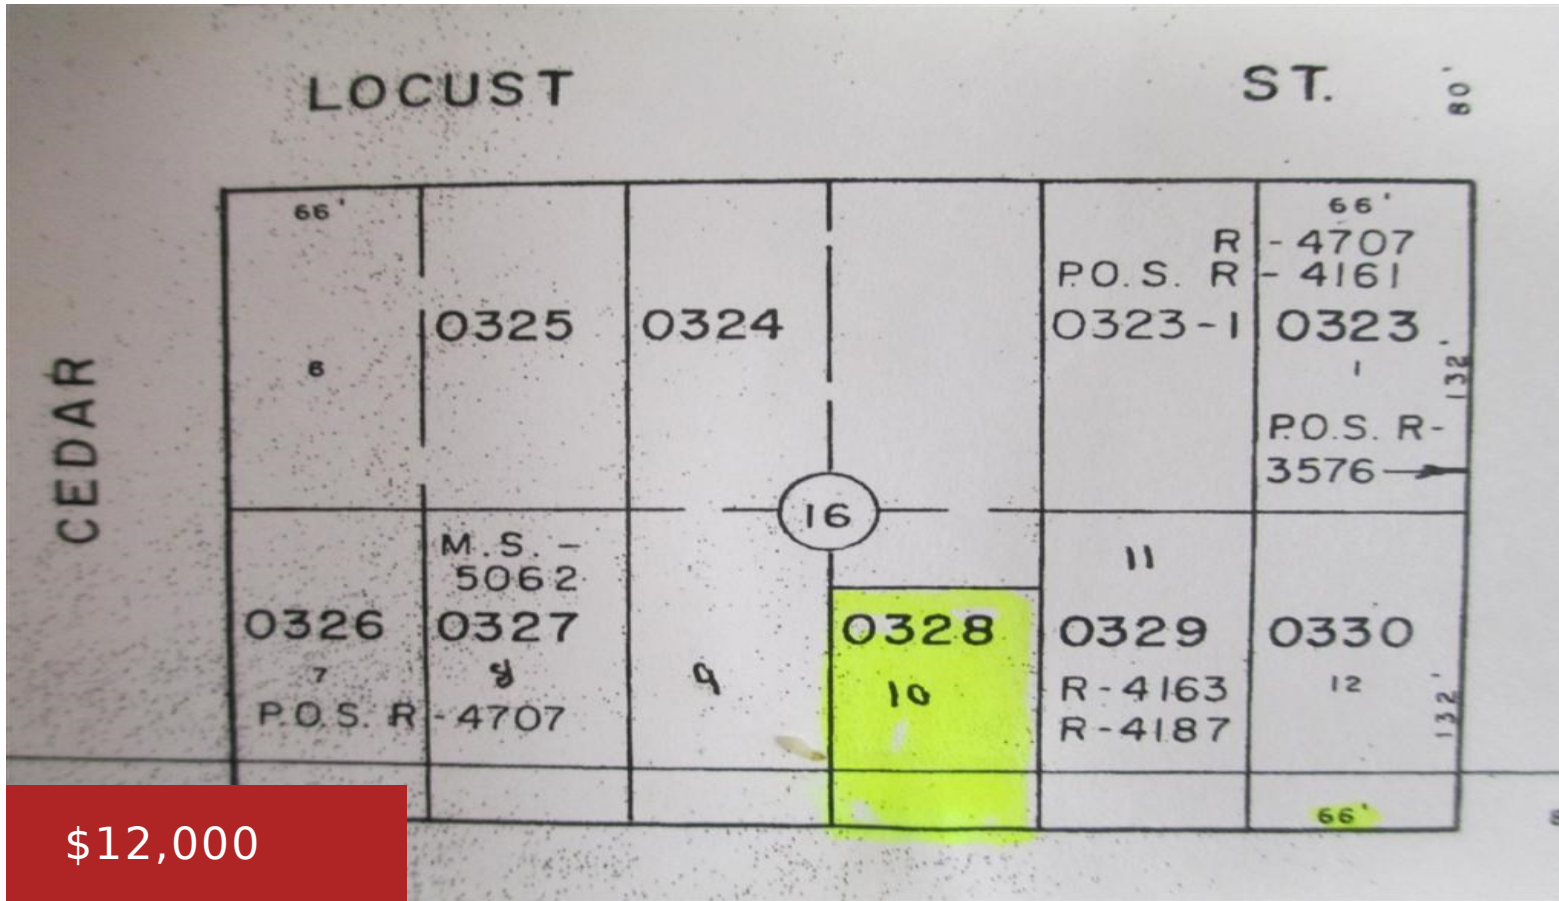 LOCUST ST. 80'
66' 66'
R - 4707
P.O.S. R - 4161
0325 0324 0323-1 0323
6 1 132'
CEDAR
P.O.S. R-
3576
16
M.S. - 11
5062
0326 0327 0328 0329 0330
7 8 9 10 R-4163 12 132'
P.O.S. R - 4707 R-4187
66'
$12,000